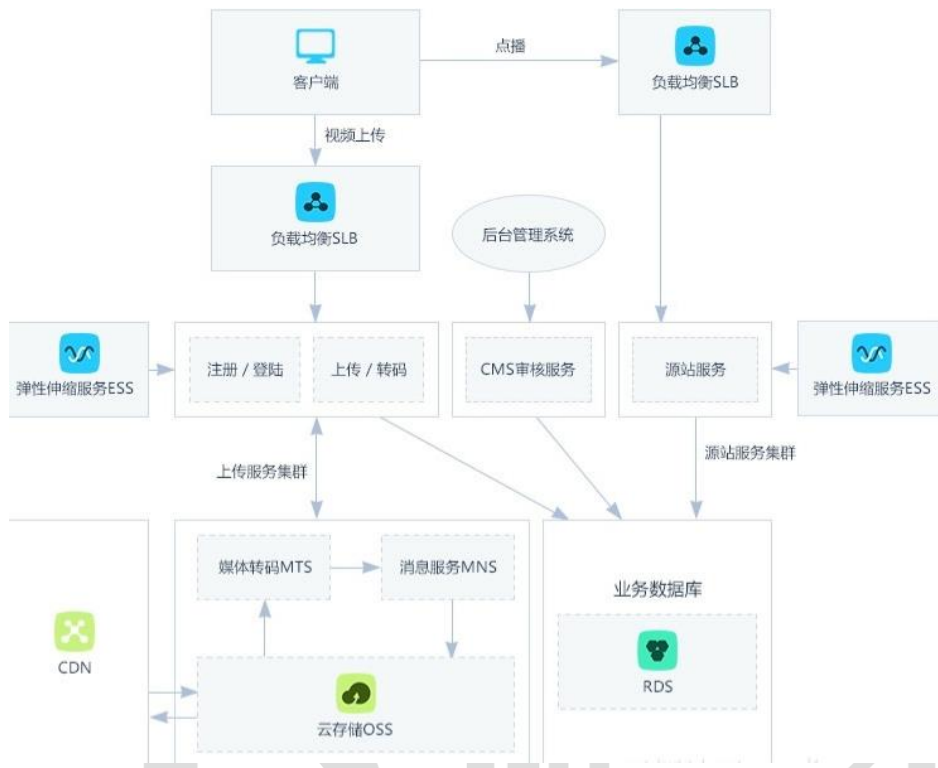 点播
客户端
负载均衡SLB
视频上传
负载均衡SLB
后台管理系统
弹性伸缩服务ESS
注册 / 登陆
上传 / 转码
CMS审核服务
源站服务
弹性伸缩服务ESS
上传服务集群
源站服务集群
媒体转码MTS
消息服务MNS
业务数据库
CDN
RDS
云存储OSS